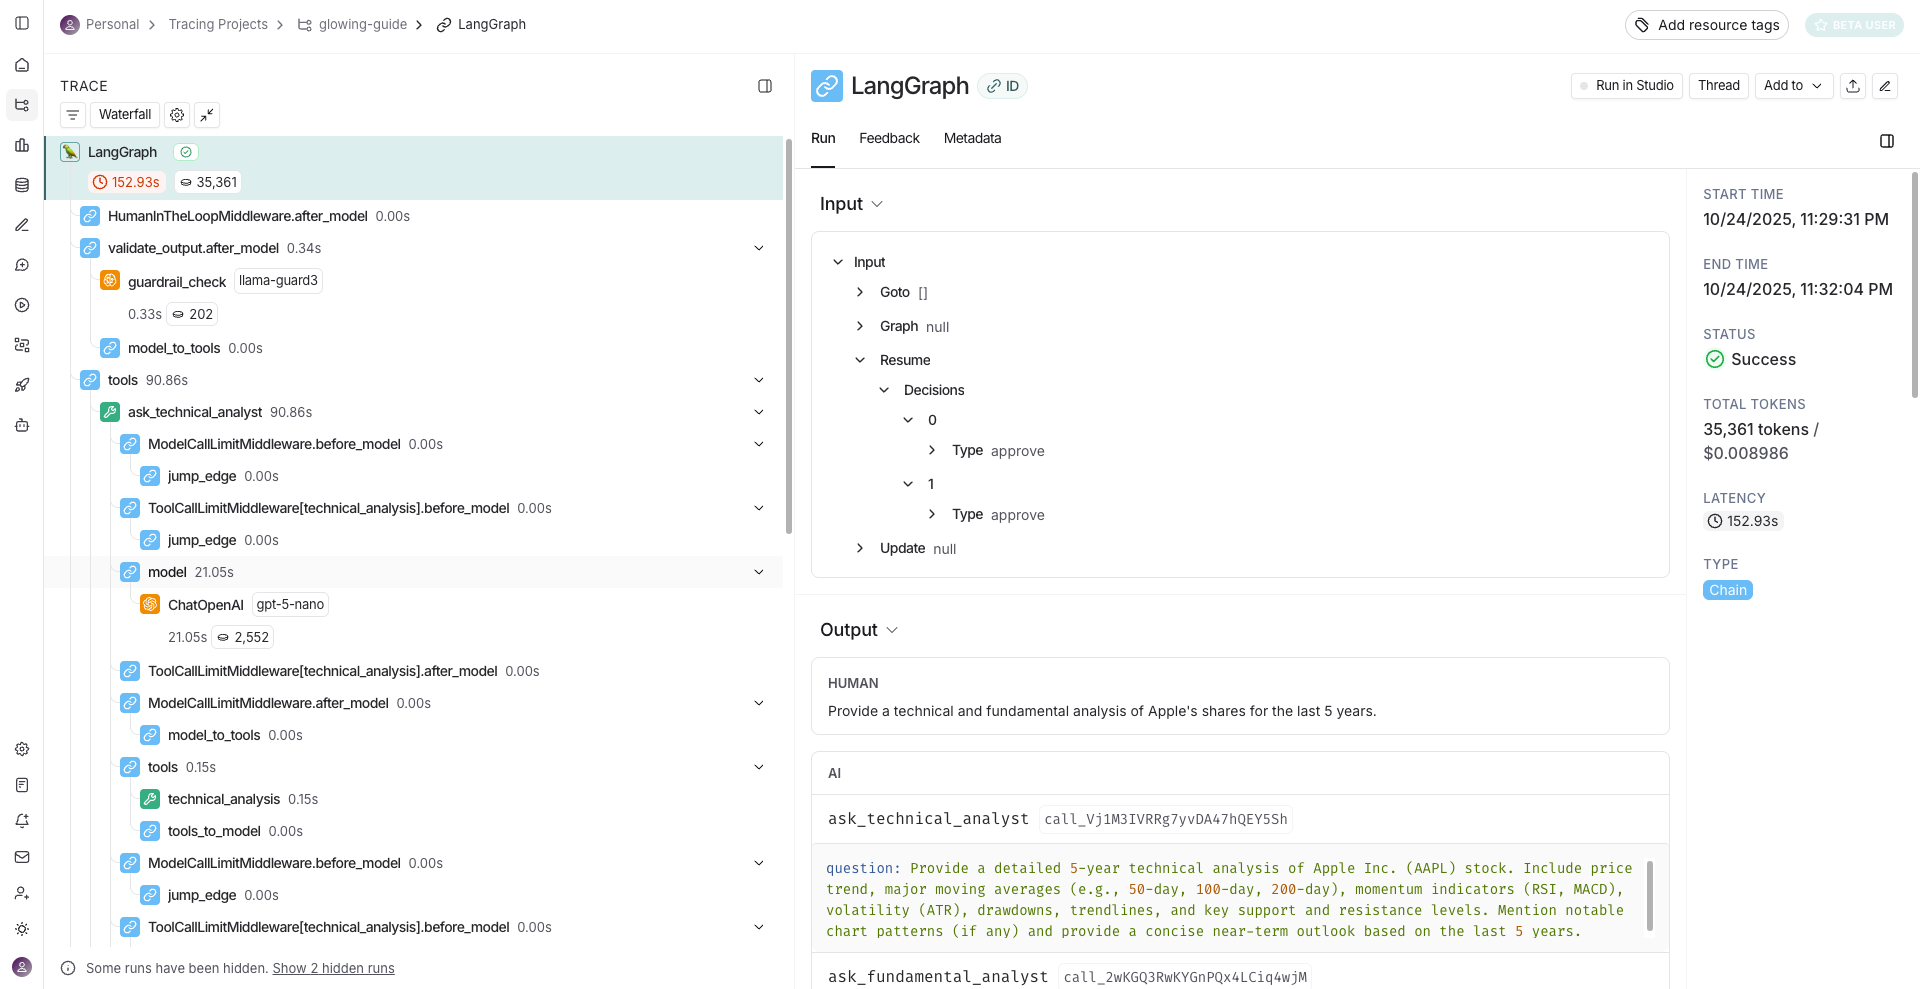 Personal
Tracing Projects
glowing-guide
LangGraph
Add resource tags
BETA USER
TRACE
Waterfall
LangGraph
152.93s
35,361
HumanInTheLoopMiddleware.after_model 0.00s
validate_output.after_model 0.34s
guardrail_check llama-guard3
0.33s 202
model_to_tools 0.00s
tools 90.86s
ask_technical_analyst 90.86s
ModelCallLimitMiddleware.before_model 0.00s
jump_edge 0.00s
ToolCallLimitMiddleware[technical_analysis].before_model 0.00s
jump_edge 0.00s
model 21.05s
ChatOpenAI gpt-5-nano
21.05s 2,552
ToolCallLimitMiddleware[technical_analysis].after_model 0.00s
ModelCallLimitMiddleware.after_model 0.00s
model_to_tools 0.00s
tools 0.15s
technical_analysis 0.15s
tools_to_model 0.00s
ModelCallLimitMiddleware.before_model 0.00s
jump_edge 0.00s
ToolCallLimitMiddleware[technical_analysis].before_model 0.00s
Some runs have been hidden. Show 2 hidden runs
LangGraph ID
Run in Studio
Thread
Add to
Run
Feedback
Metadata
Input
Input
Goto []
Graph null
Resume
Decisions
0
Type approve
1
Type approve
Update null
Output
HUMAN
Provide a technical and fundamental analysis of Apple's shares for the last 5 years.
AI
ask_technical_analyst call_Vj1M3IVRRg7yvDA47hQEY5Sh
question: Provide a detailed 5-year technical analysis of Apple Inc. (AAPL) stock. Include price
trend, major moving averages (e.g., 50-day, 100-day, 200-day), momentum indicators (RSI, MACD),
volatility (ATR), drawdowns, trendlines, and key support and resistance levels. Mention notable
chart patterns (if any) and provide a concise near-term outlook based on the last 5 years.
ask_fundamental_analyst call_2wKGQ3RwKYGnPQx4LCiq4wjM
START TIME
10/24/2025, 11:29:31 PM
END TIME
10/24/2025, 11:32:04 PM
STATUS
Success
TOTAL TOKENS
35,361 tokens /
$0.008986
LATENCY
152.93s
TYPE
Chain